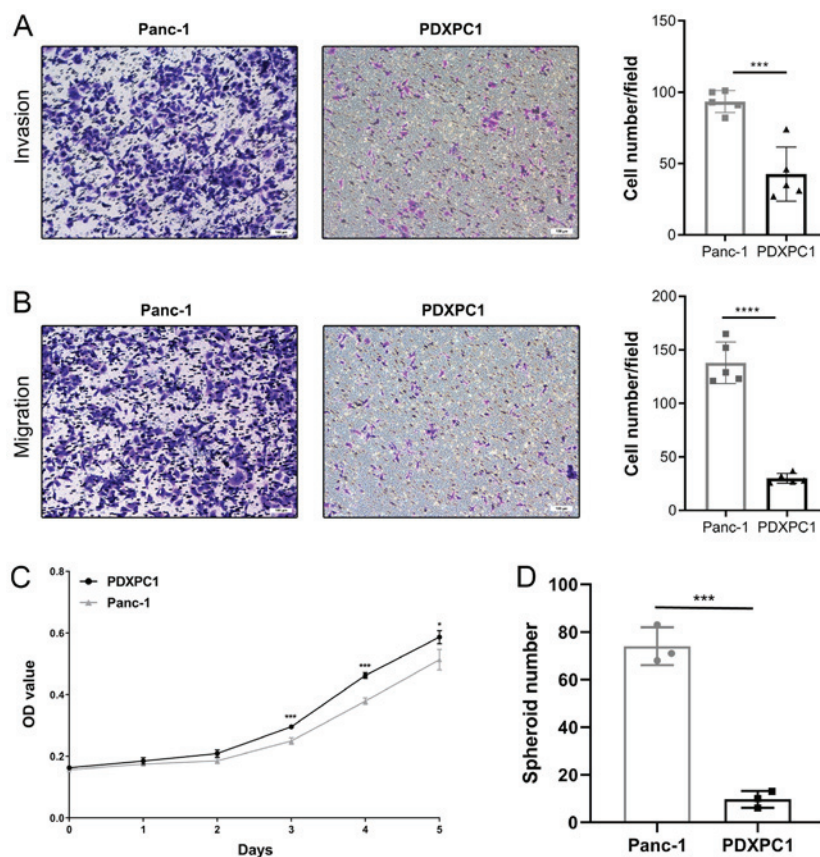 A
Panc-1
PDXPC1
Invasion
Cell number/field
***
100
50
0
Panc-1
PDXPC1
B
Panc-1
PDXPC1
Migration
Cell number/field
****
200
150
100
50
0
Panc-1
PDXPC1
C
PDXPC1
Panc-1
OD value
0.8
0.6
0.4
0.2
0.0
***
***
*
0 1 2 3 4 5
Days
D
Spheroid number
***
100
80
60
40
20
0
Panc-1
PDXPC1